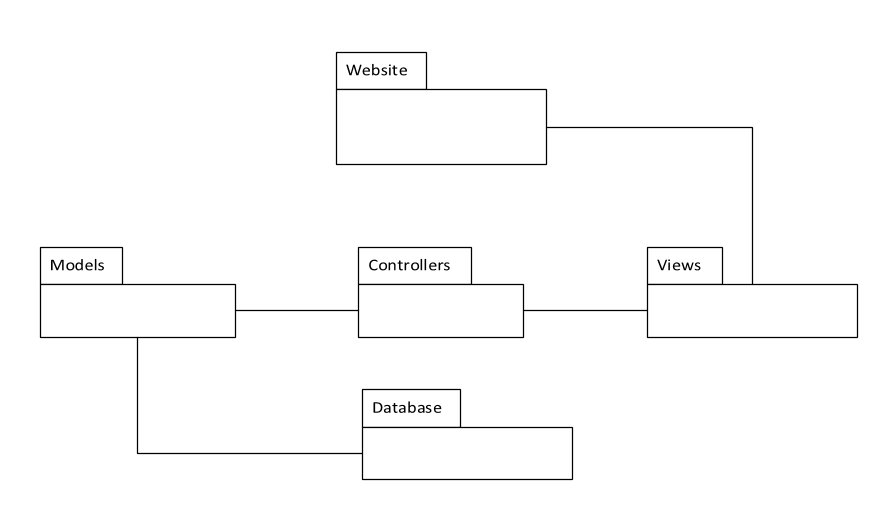 Website
Models
Controllers
Views
Database